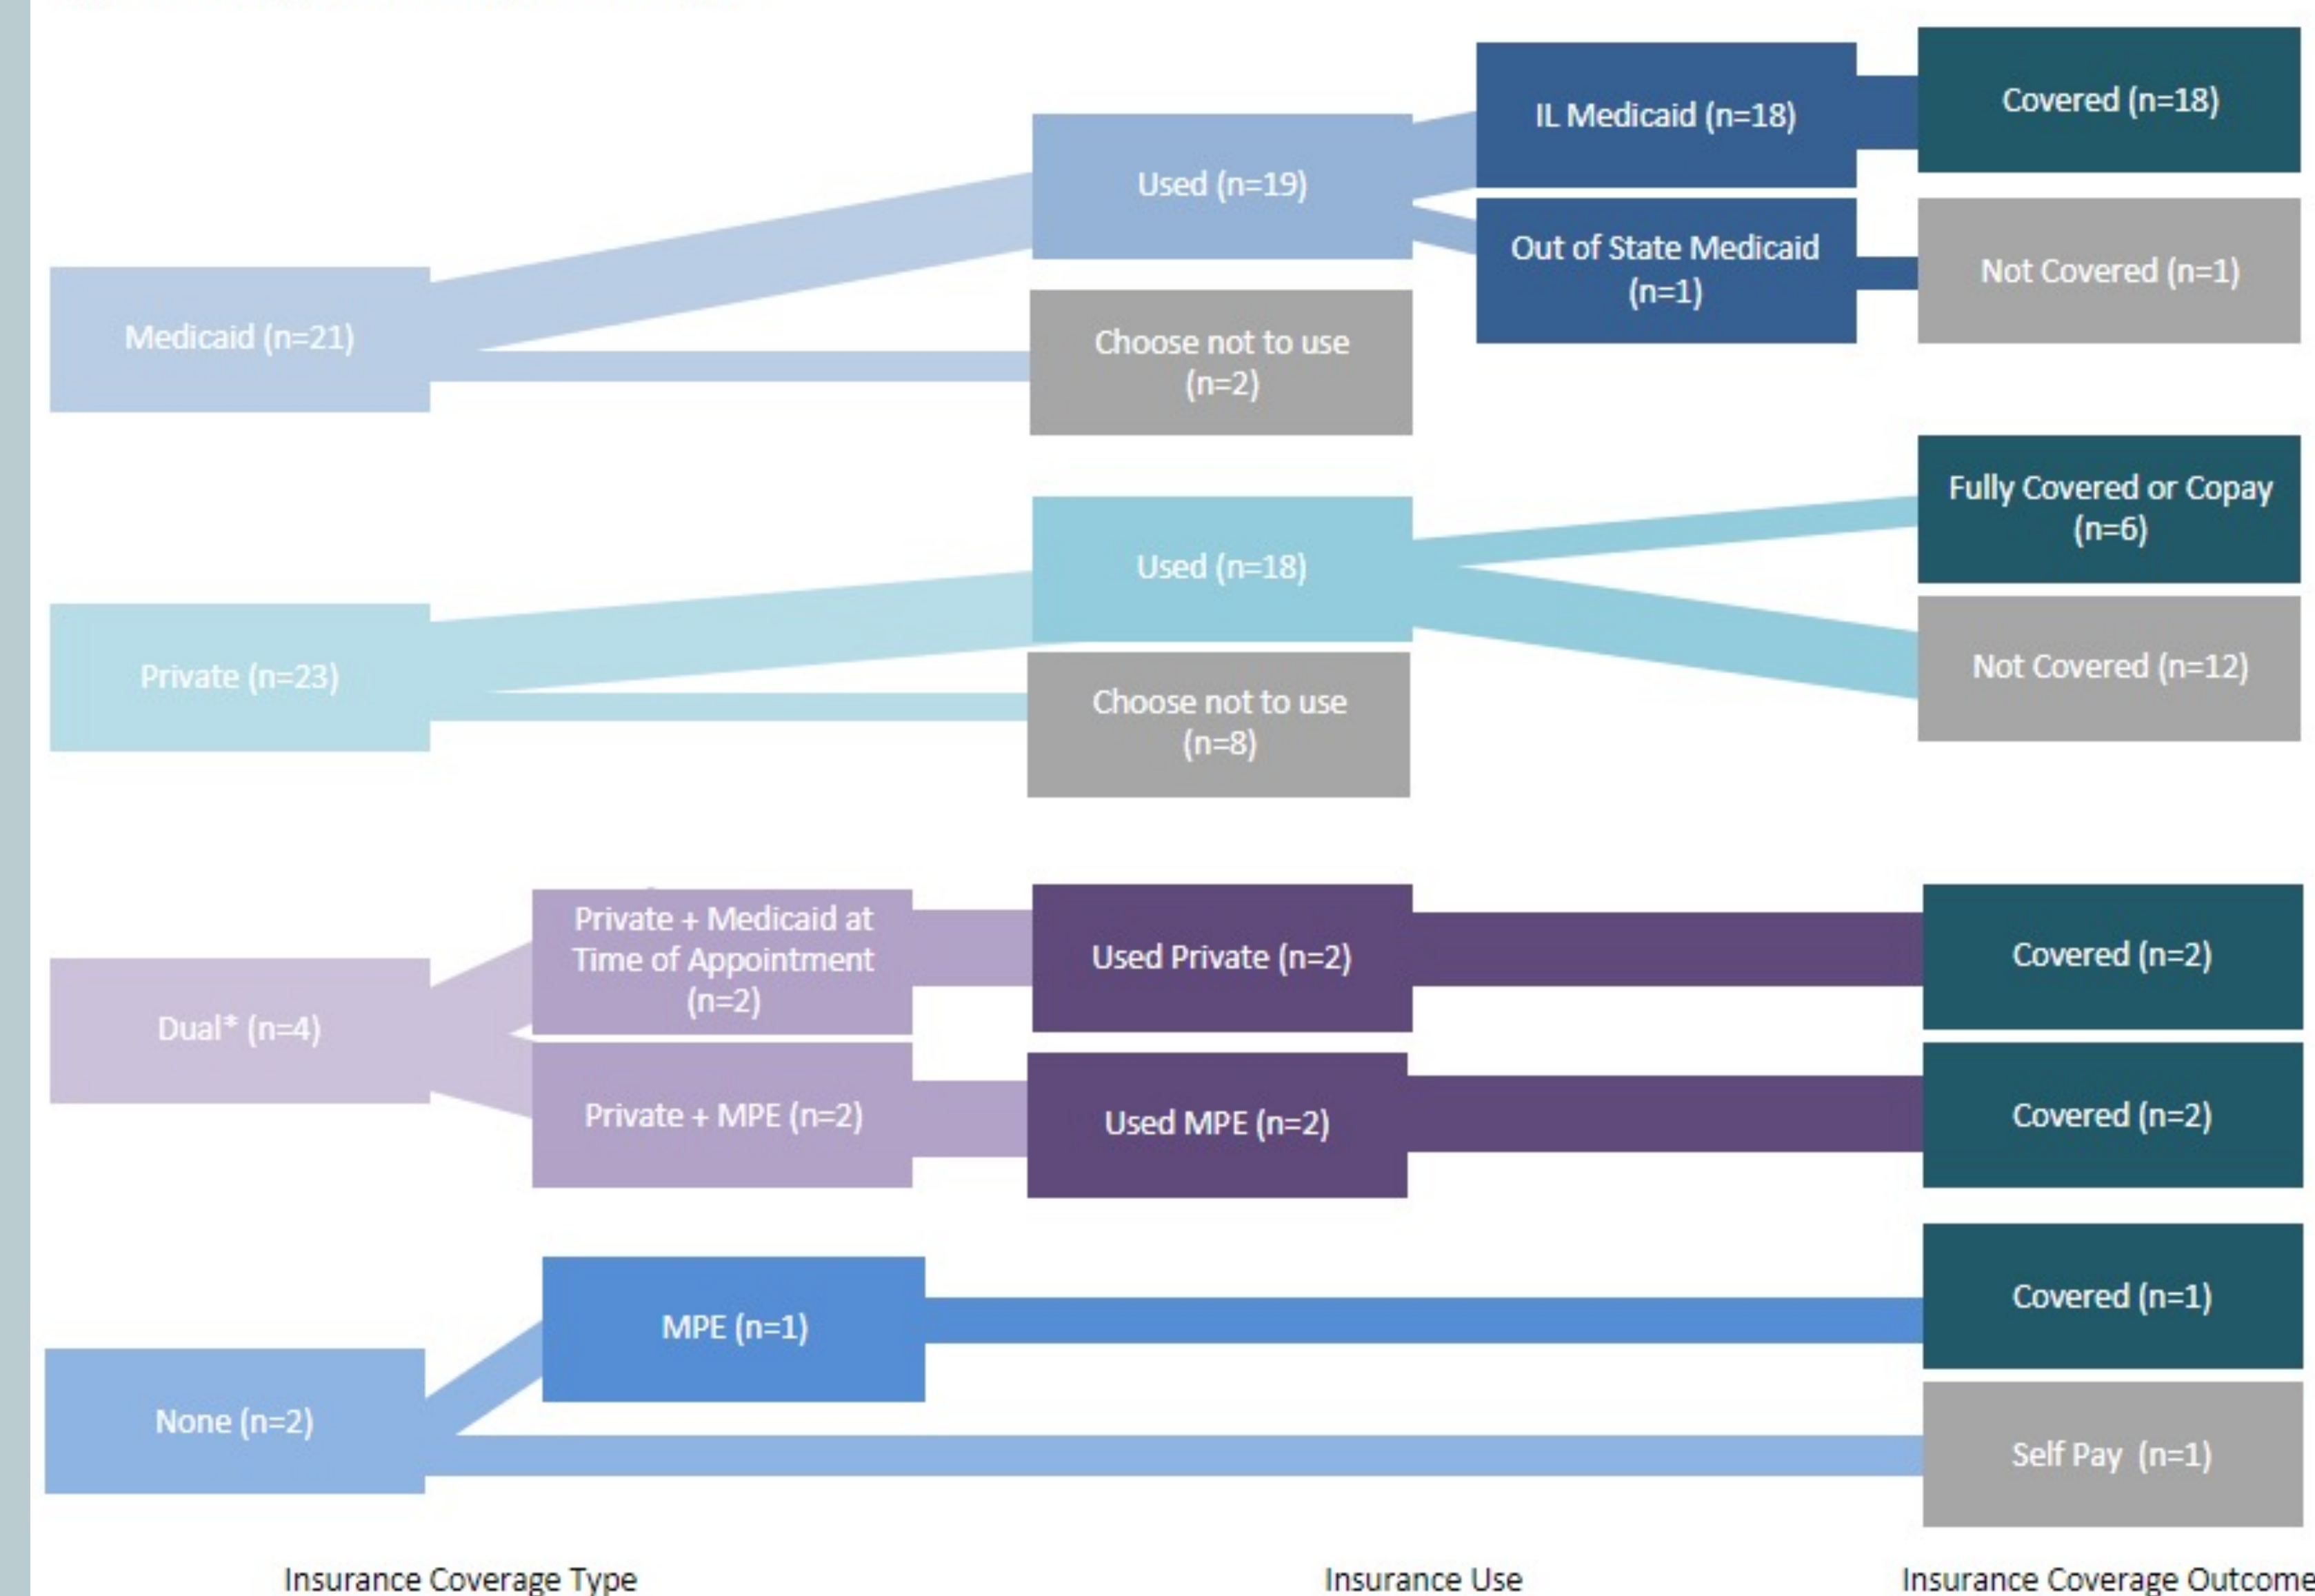 IL Medicaid (n=18)
Covered (n=18)
Used (n=19)
Out of State Medicaid
(n=1)
Not Covered (n=1)
Medicaid (n=21)
Choose not to use
(n=2)
Fully Covered or Copay
(n=6)
Used (n=18)
Not Covered (n=12)
Private (n=23)
Choose not to use
(n=8)
Private + Medicaid at
Time of Appointment
(n=2)
Used Private (n=2)
Covered (n=2)
Dual* (n=4)
Private + MPE (n=2)
Used MPE (n=2)
Covered (n=2)
MPE (n=1)
Covered (n=1)
None (n=2)
Self Pay (n=1)
Insurance Coverage Type
Insurance Use
Insurance Coverage Outcome